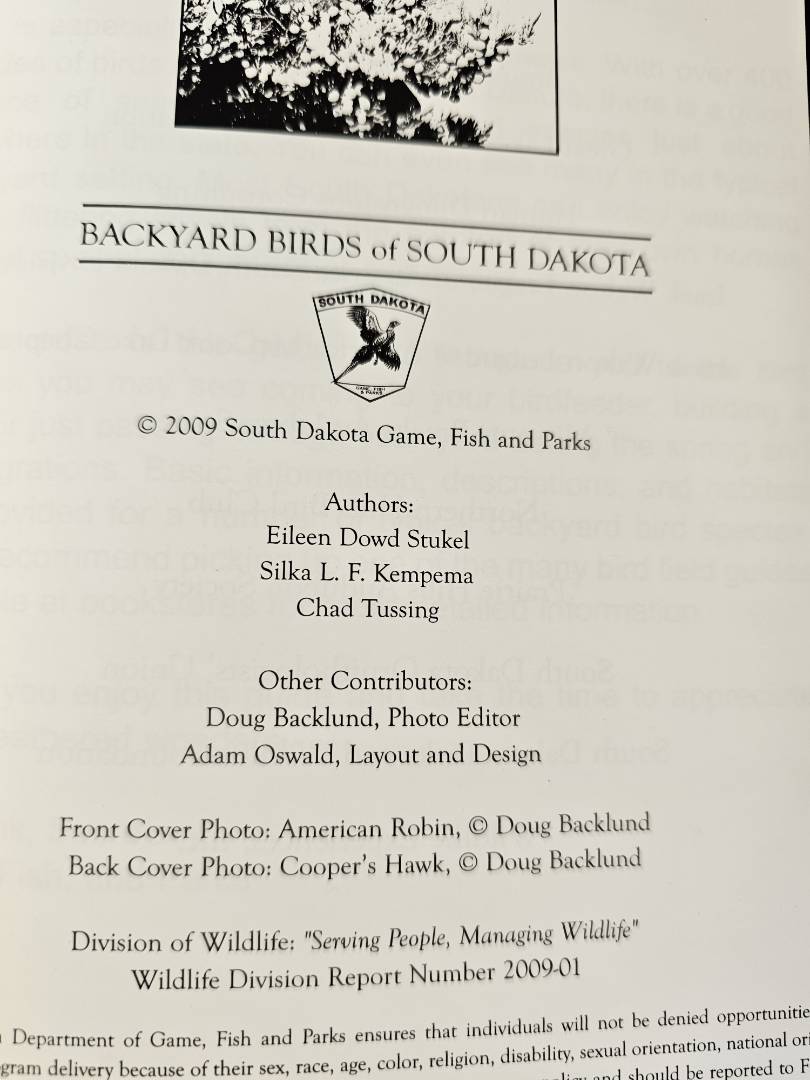 BACKYARD BIRDS of SOUTH DAKOTA
SOUTH DAKOTA
GAME, FISH
& PARKS
© 2009 South Dakota Game, Fish and Parks
Authors:
Eileen Dowd Stukel
Silka L. F. Kempema
Chad Tussing
Other Contributors:
Doug Backlund, Photo Editor
Adam Oswald, Layout and Design
Front Cover Photo: American Robin, © Doug Backlund
Back Cover Photo: Cooper's Hawk, © Doug Backlund
Division of Wildlife: "Serving People, Managing Wildlife"
Wildlife Division Report Number 2009-01
Department of Game, Fish and Parks ensures that individuals will not be denied opportunitie
gram delivery because of their sex, race, age, color, religion, disability, sexual orientation, national ori
and should be reported to F